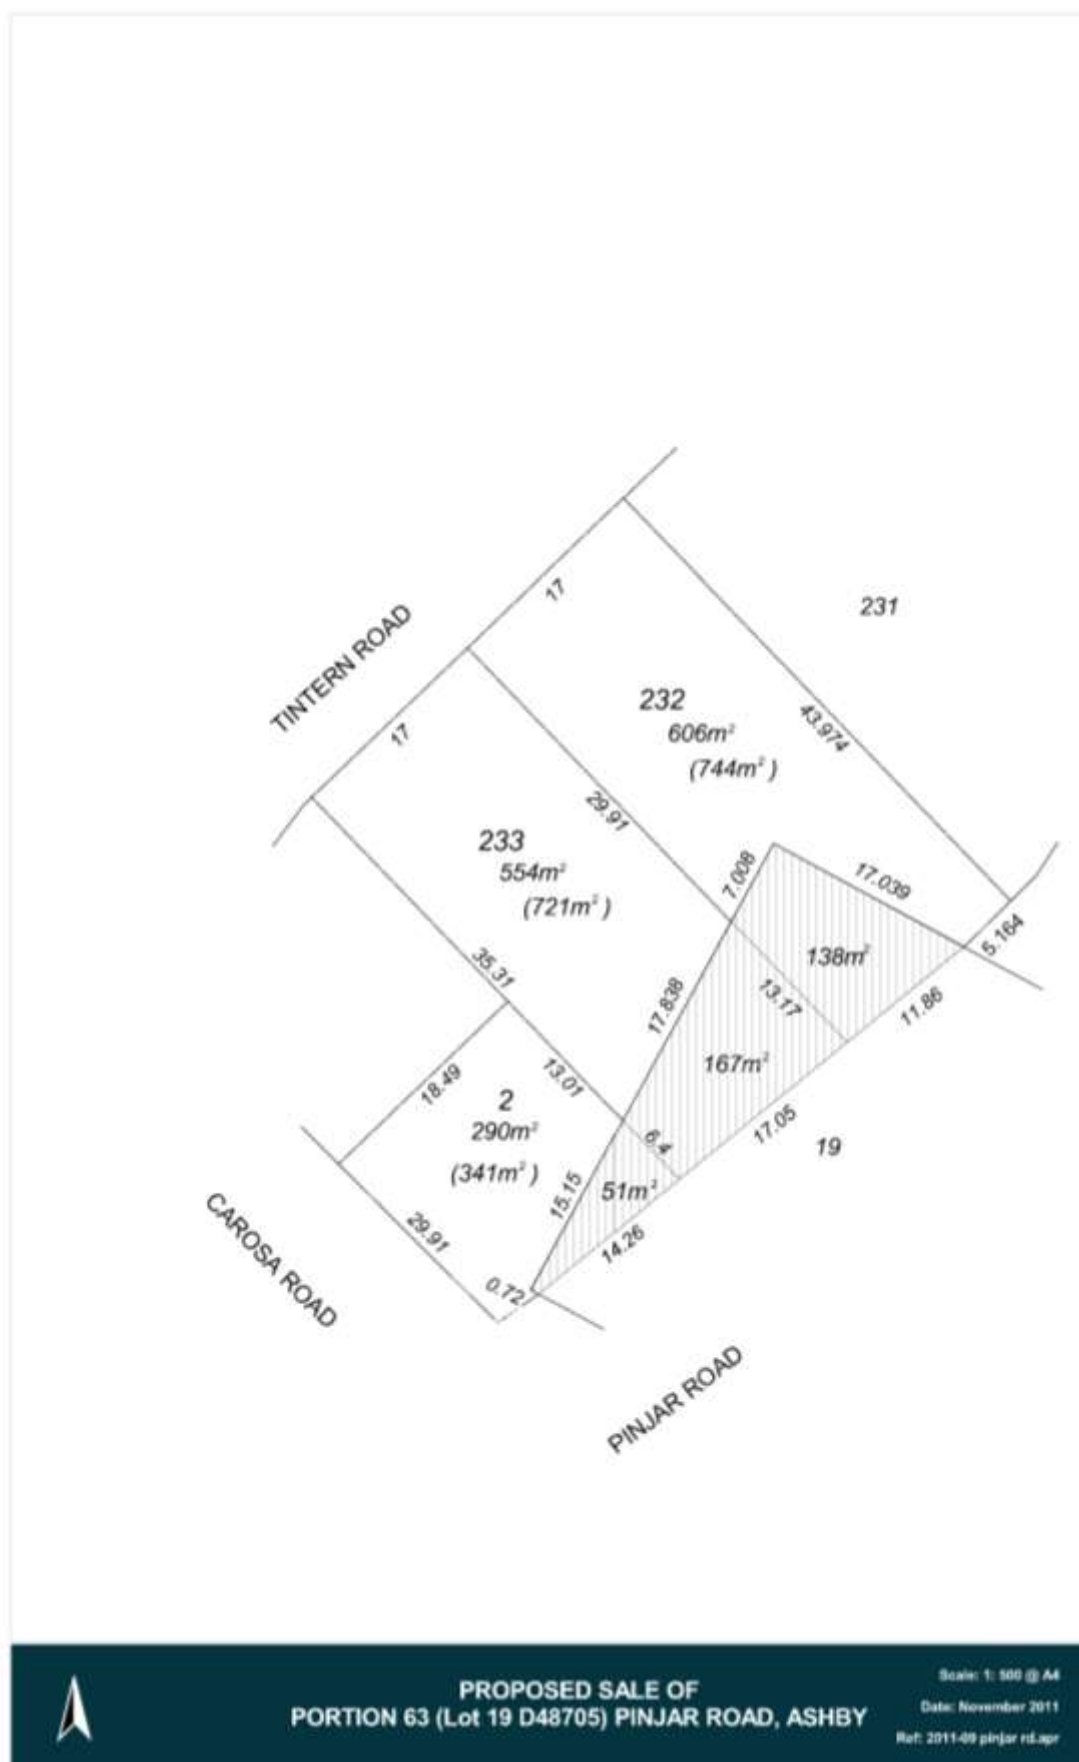 17
231
TINTERN ROAD
232
606m²
(744m²)
43.974
17
29.91
233
554m²
(721m²)
7.008
17.039
5.164
138m²
35.31
17.838
13.17
11.86
167m²
18.49
13.01
2
290m²
(341m²)
6.4
17.05
19
15.15
51m²
CAROSA ROAD
29.91
14.26
0.72
PINJAR ROAD
PROPOSED SALE OF
PORTION 63 (Lot 19 D48705) PINJAR ROAD, ASHBY
Scale: 1: 500 @ A4
Date: November 2011
Ref: 2011-09 pinjar rd.apr